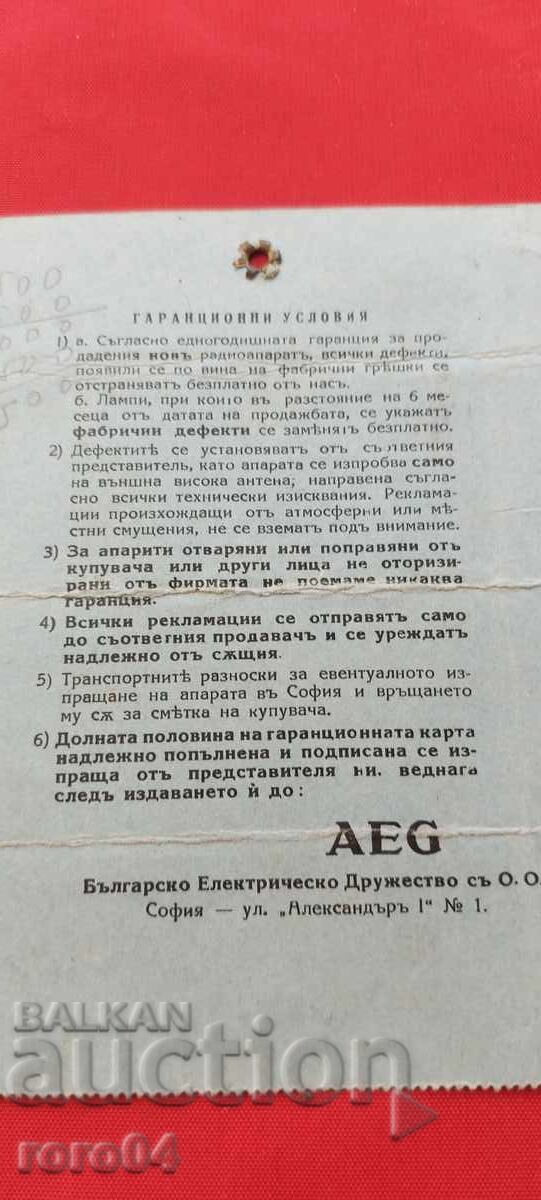 ГАРАНЦИОННИ УСЛОВИЯ
1) а. Съгласно едногодишната гаранция за про-
дадения новъ радиоапаратъ, всички дефекти,
появили се по вина на фабрични грѣшки се
отстраняватъ безплатно отъ насъ.
б. Лампи, при които въ разстояние на 6 ме-
сеца отъ датата на продажбата, се укажатъ
фабрични дефекти се замѣнятъ безплатно.
2) Дефектитѣ се установяватъ отъ съответния
представитель, като апарата се изпробва само
на външна висока антена; направена съгла-
сно всички технически изисквания. Реклама-
ции произхождащи отъ атмосферни или мѣ-
стни смущения, не се взематъ подъ внимание.
3) За апарити отваряни или поправяни отъ
купувача или други лица не оторизи-
рани отъ фирмата не поемаме никаква
гаранция.
4) Всички рекламации се отправятъ само
до съответния продавачъ и се уреждатъ
надлежно отъ сѫщия.
5) Транспортнитѣ разноски за евентуалното из-
пращане на апарата въ София и връщането
му сѫ за смѣтка на купувача.
6) Долната половина на гаранционната карта
надлежно попълнена и подписана се из-
праща отъ представителя ни, веднага
следъ издаването ѝ до:
AEG
Българско Електрическо Дружество съ О. О.
София — ул. „Александъръ I" № 1.
BALKAN
auction
roro04